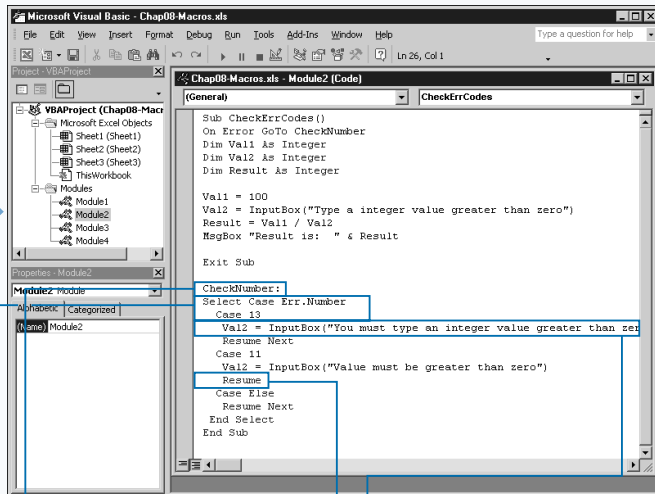 Microsoft Visual Basic - Chap08-Macros.xls
File Edit View Insert Format Debug Run Tools Add-Ins Window Help
Type a question for help
Ln 26, Col 1
Project - VBAProject
VBAProject (Chap08-Macr
Microsoft Excel Objects
Sheet1 (Sheet1)
Sheet2 (Sheet2)
Sheet3 (Sheet3)
ThisWorkbook
Modules
Module1
Module2
Module3
Module4
Properties - Module2
Module2 Module
Alphabetic Categorized
(Name) Module2
Chap08-Macros.xls - Module2 (Code)
(General) CheckErrCodes
Sub CheckErrCodes()
On Error GoTo CheckNumber
Dim Val1 As Integer
Dim Val2 As Integer
Dim Result As Integer
Val1 = 100
Val2 = InputBox("Type a integer value greater than zero")
Result = Val1 / Val2
MsgBox "Result is: " & Result
Exit Sub
CheckNumber:
Select Case Err.Number
Case 13
Val2 = InputBox("You must type an integer value greater than zer
Resume Next
Case 11
Val2 = InputBox("Value must be greater than zero")
Resume
Case Else
Resume Next
End Select
End Sub